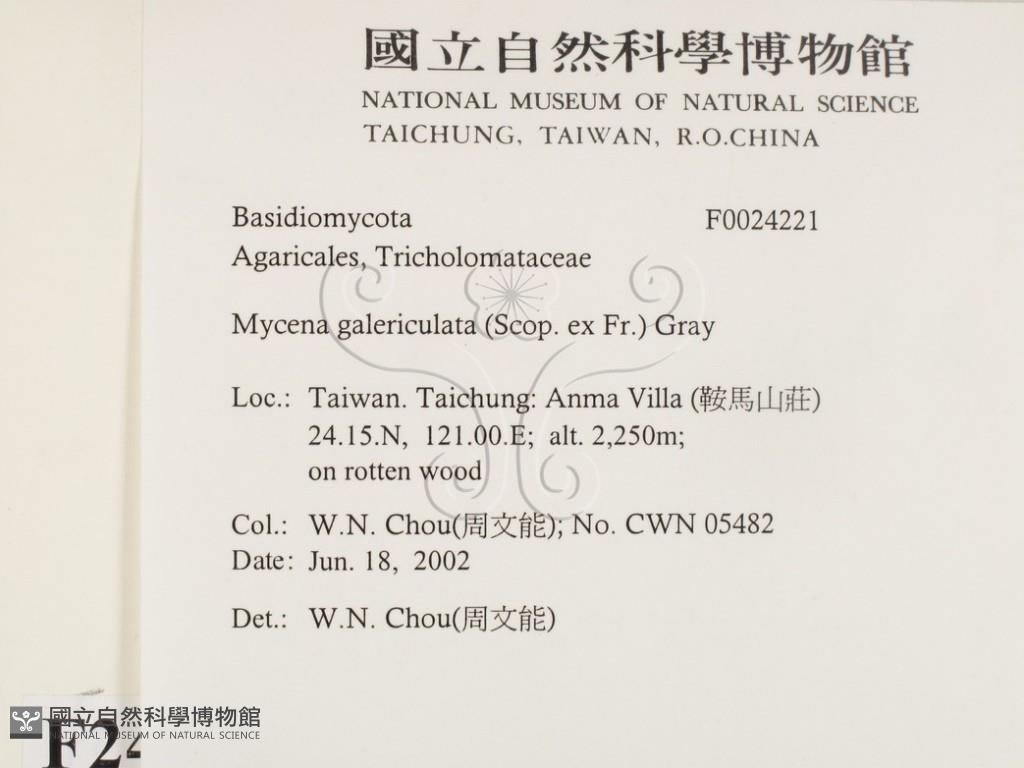 國立自然科學博物館
NATIONAL MUSEUM OF NATURAL SCIENCE
TAICHUNG, TAIWAN, R.O.CHINA
Basidiomycota F0024221
Agaricales, Tricholomataceae
Mycena galericulata (Scop. ex Fr.) Gray
Loc.: Taiwan. Taichung: Anma Villa (鞍馬山莊)
24.15.N, 121.00.E; alt. 2,250m;
on rotten wood
Col.: W.N. Chou(周文能); No. CWN 05482
Date: Jun. 18, 2002
Det.: W.N. Chou(周文能)
國立自然科學博物館
NATIONAL MUSEUM OF NATURAL SCIENCE